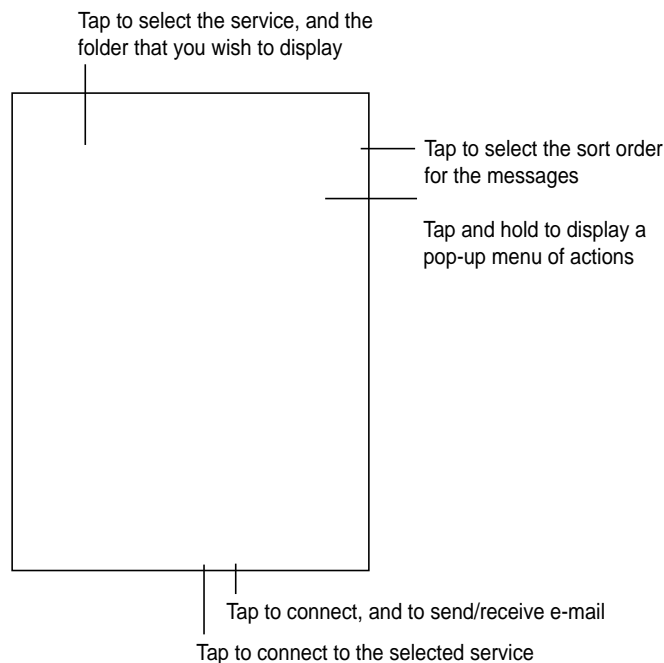 Tap to select the service, and the
folder that you wish to display
Tap to select the sort order
for the messages
Tap and hold to display a
pop-up menu of actions
Tap to connect, and to send/receive e-mail
Tap to connect to the selected service